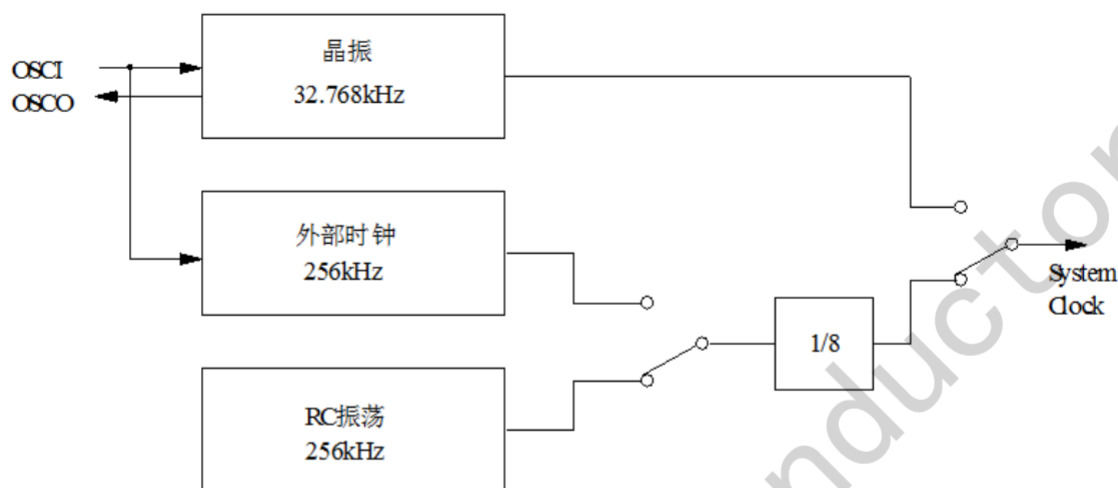 晶振
32.768kHz
OSCI
OSCO
外部时钟
256kHz
System
Clock
1/8
RC振荡
256kHz
nductor